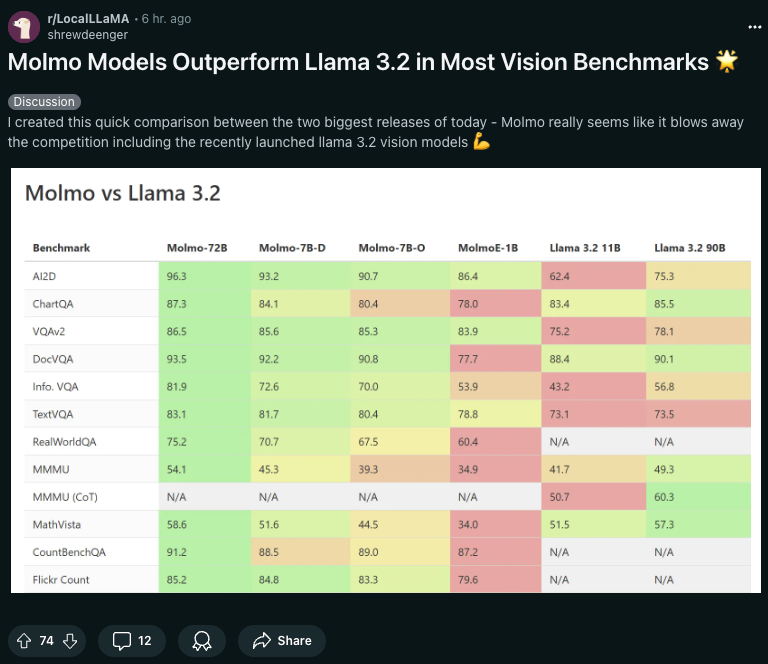 r/LocalLLaMA • 6 hr. ago
shrewdeenger
Molmo Models Outperform Llama 3.2 in Most Vision Benchmarks 🌟
Discussion
I created this quick comparison between the two biggest releases of today - Molmo really seems like it blows away
the competition including the recently launched llama 3.2 vision models 💪
Molmo vs Llama 3.2
Benchmark Molmo-72B Molmo-7B-D Molmo-7B-O MolmoE-1B Llama 3.2 11B Llama 3.2 90B
AI2D 96.3 93.2 90.7 86.4 62.4 75.3
ChartQA 87.3 84.1 80.4 78.0 83.4 85.5
VQAv2 86.5 85.6 85.3 83.9 75.2 78.1
DocVQA 93.5 92.2 90.8 77.7 88.4 90.1
Info. VQA 81.9 72.6 70.0 53.9 43.2 56.8
TextVQA 83.1 81.7 80.4 78.8 73.1 73.5
RealWorldQA 75.2 70.7 67.5 60.4 N/A N/A
MMMU 54.1 45.3 39.3 34.9 41.7 49.3
MMMU (CoT) N/A N/A N/A N/A 50.7 60.3
MathVista 58.6 51.6 44.5 34.0 51.5 57.3
CountBenchQA 91.2 88.5 89.0 87.2 N/A N/A
Flickr Count 85.2 84.8 83.3 79.6 N/A N/A
74 12 Share